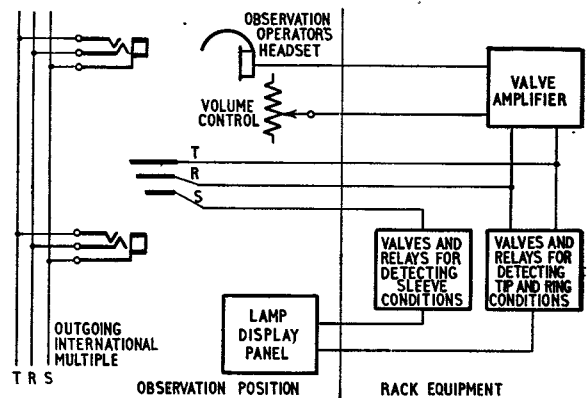 OBSERVATION
OPERATOR'S
HEADSET
VOLUME
CONTROL
VALVE
AMPLIFIER
T
R
S
VALVES AND
RELAYS FOR
DETECTING
SLEEVE
CONDITIONS
VALVES AND
RELAYS FOR
DETECTING
TIP AND RING
CONDITIONS
LAMP
DISPLAY
PANEL
OUTGOING
INTERNATIONAL
MULTIPLE
T R S
OBSERVATION POSITION
RACK EQUIPMENT